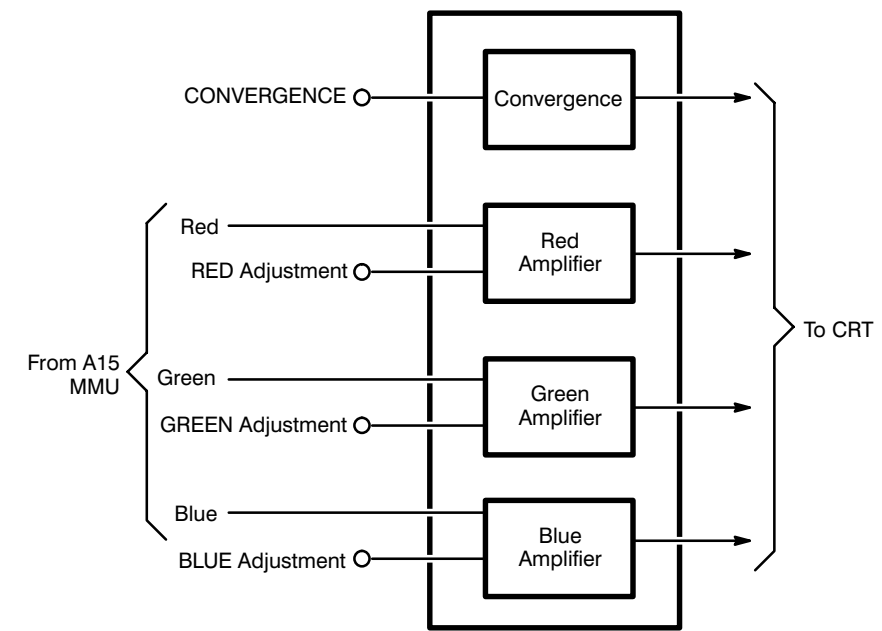 CONVERGENCE
Convergence
Red
RED Adjustment
Red
Amplifier
From A15
MMU
Green
GREEN Adjustment
Green
Amplifier
Blue
BLUE Adjustment
Blue
Amplifier
To CRT